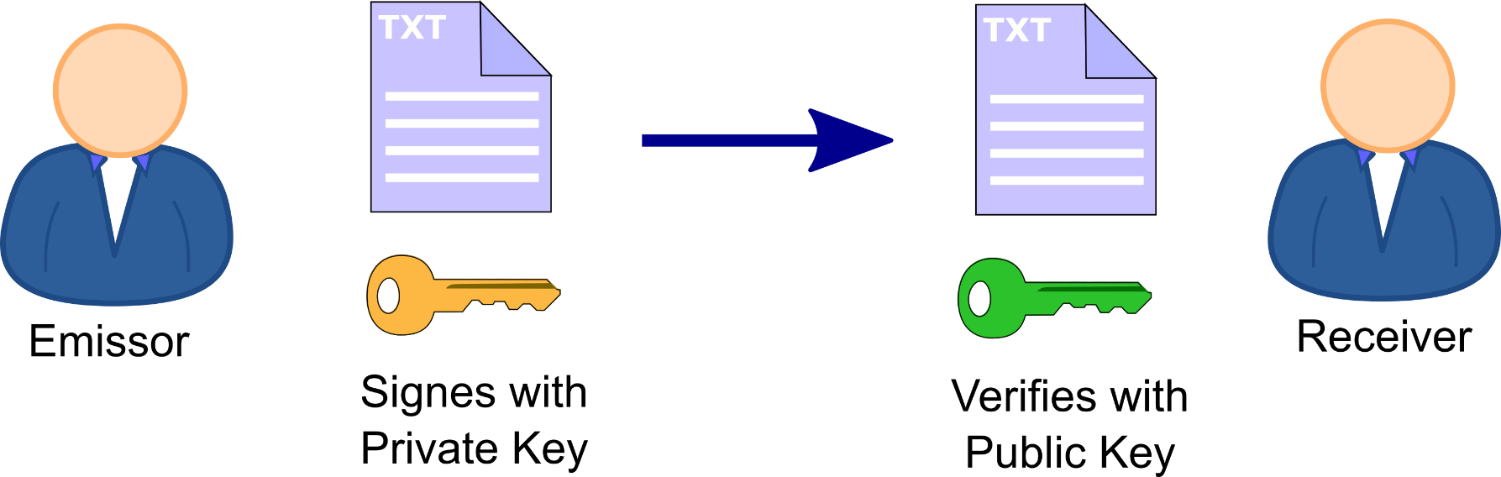 TXT
TXT
Emissor
Receiver
Signes with
Private Key
Verifies with
Public Key